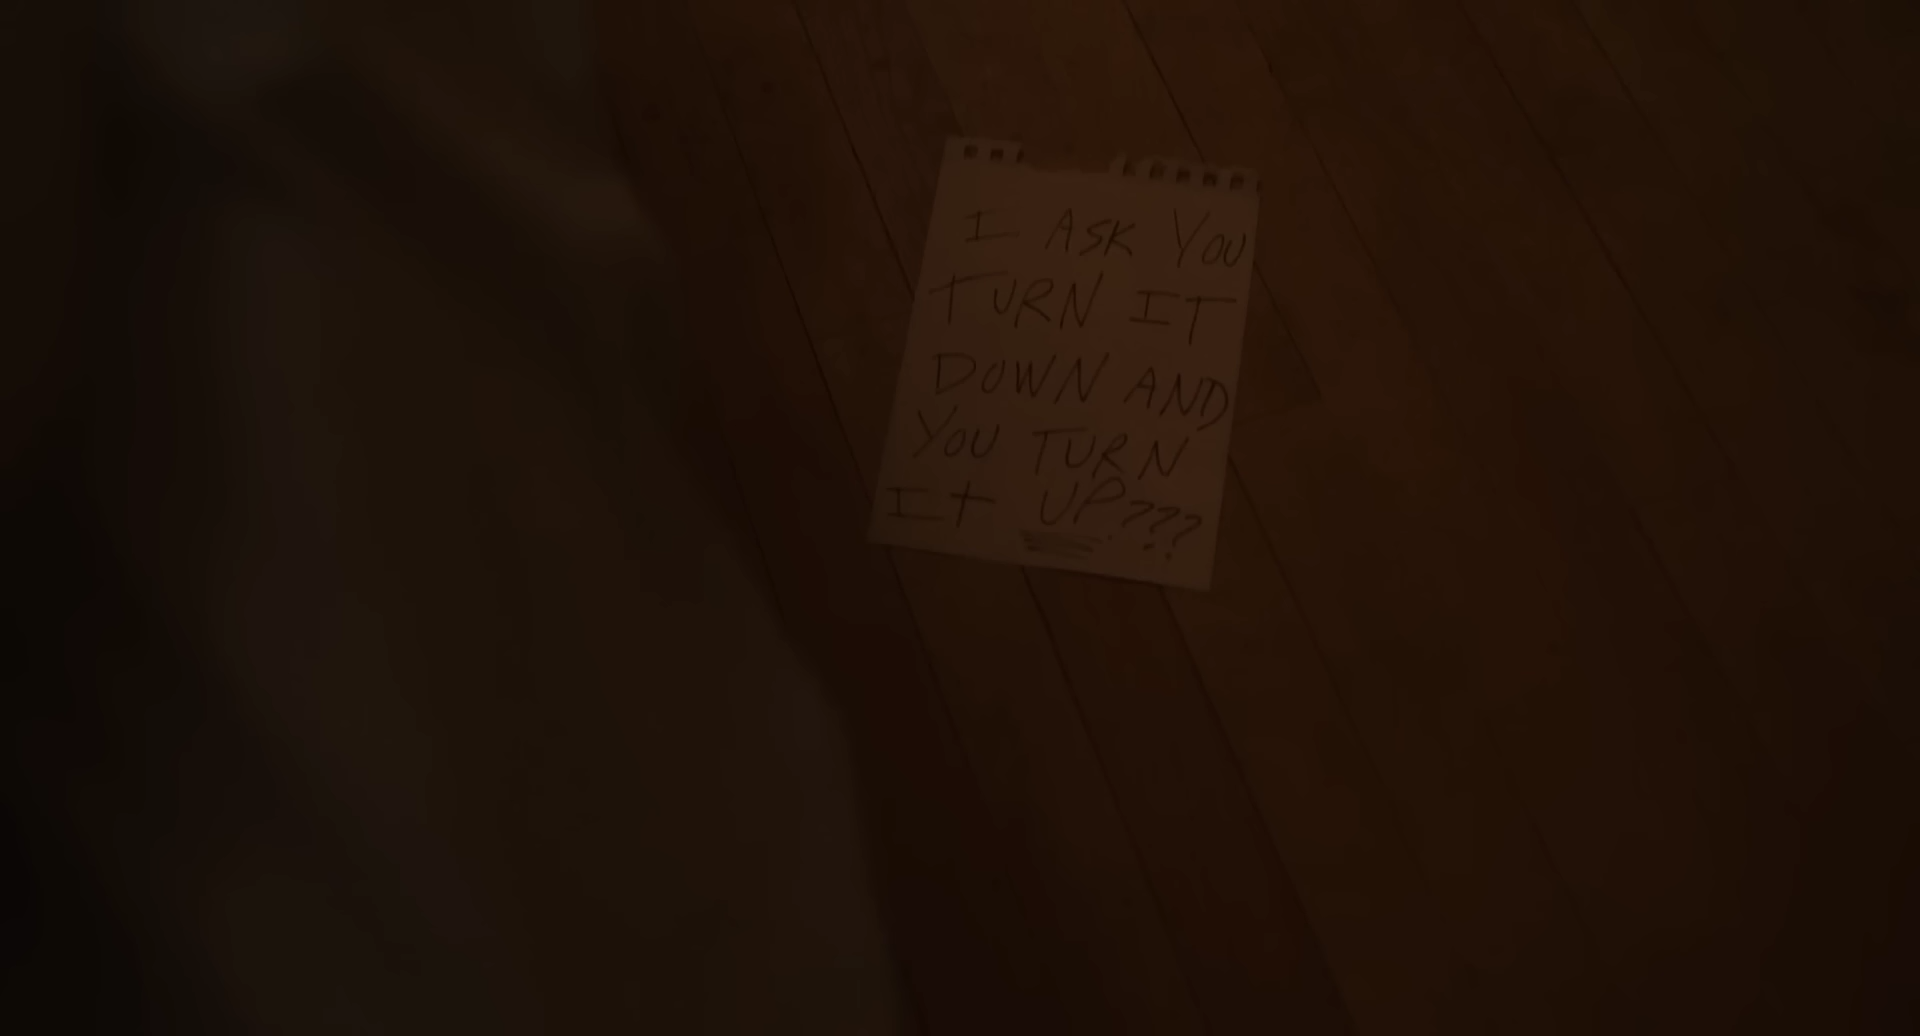 I ASK YOU
TURN IT
DOWN AND
YOU TURN
IT UP???